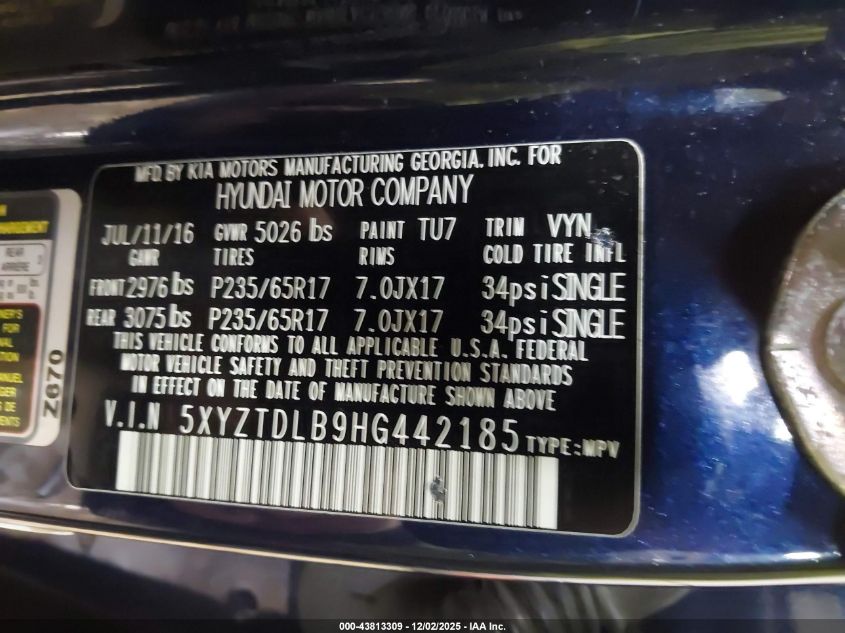 MFD. BY KIA MOTORS MANUFACTURING GEORGIA, INC. FOR
HYUNDAI MOTOR COMPANY
JUL/11/16 GVWR 5026 lbs PAINT TU7 TRIM VYN
GAWR TIRES RIMS COLD TIRE INFL
FRONT 2976 lbs P235/65R17 7.0JX17 34psi SINGLE
REAR 3075 lbs P235/65R17 7.0JX17 34psi SINGLE
THIS VEHICLE CONFORMS TO ALL APPLICABLE U.S.A. FEDERAL
MOTOR VEHICLE SAFETY AND THEFT PREVENTION STANDARDS
IN EFFECT ON THE DATE OF MANUFACTURE SHOWN ABOVE
V.I.N 5XYZTDLB9HG442185 TYPE:MPV
REAR
ARRIERE
Z670
000-43813309 - 12/02/2025 - IAA Inc.